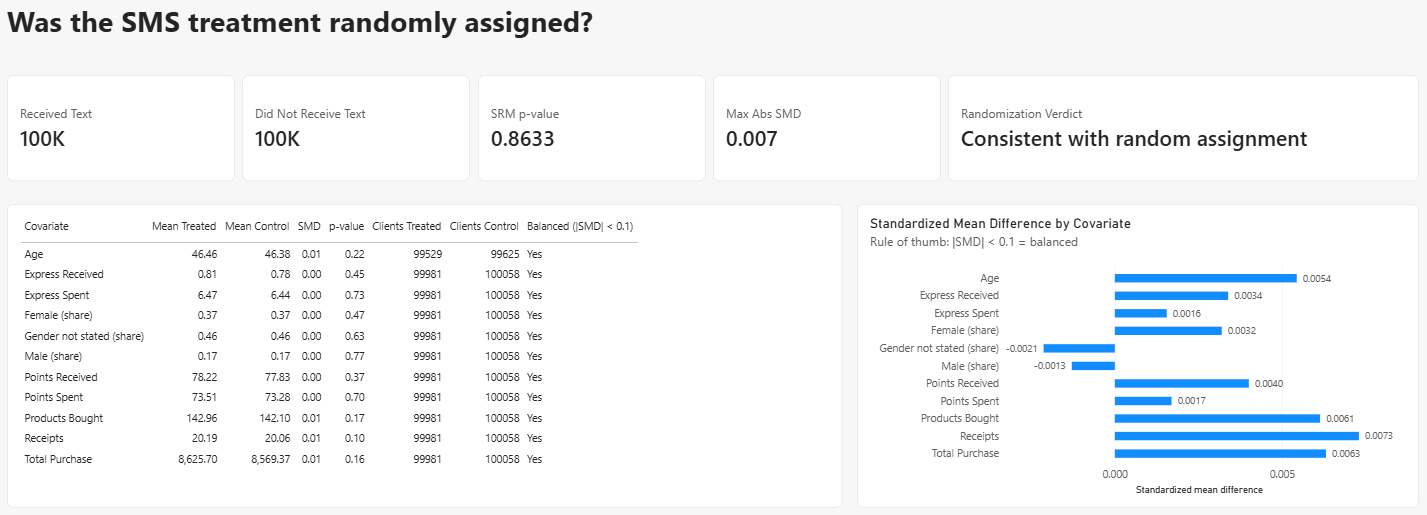 Was the SMS treatment randomly assigned?
Received Text
100K
Did Not Receive Text
100K
SRM p-value
0.8633
Max Abs SMD
0.007
Randomization Verdict
Consistent with random assignment
Covariate Mean Treated Mean Control SMD p-value Clients Treated Clients Control Balanced (|SMD| < 0.1)
Age 46.46 46.38 0.01 0.22 99529 99625 Yes
Express Received 0.81 0.78 0.00 0.45 99981 100058 Yes
Express Spent 6.47 6.44 0.00 0.73 99981 100058 Yes
Female (share) 0.37 0.37 0.00 0.47 99981 100058 Yes
Gender not stated (share) 0.46 0.46 0.00 0.63 99981 100058 Yes
Male (share) 0.17 0.17 0.00 0.77 99981 100058 Yes
Points Received 78.22 77.83 0.00 0.37 99981 100058 Yes
Points Spent 73.51 73.28 0.00 0.70 99981 100058 Yes
Products Bought 142.96 142.10 0.01 0.17 99981 100058 Yes
Receipts 20.19 20.06 0.01 0.10 99981 100058 Yes
Total Purchase 8,625.70 8,569.37 0.01 0.16 99981 100058 Yes
Standardized Mean Difference by Covariate
Rule of thumb: |SMD| < 0.1 = balanced
Age 0.0054
Express Received 0.0034
Express Spent 0.0016
Female (share) 0.0032
Gender not stated (share) -0.0021
Male (share) -0.0013
Points Received 0.0040
Points Spent 0.0017
Products Bought 0.0061
Receipts 0.0073
Total Purchase 0.0063
0.000 0.005
Standardized mean difference